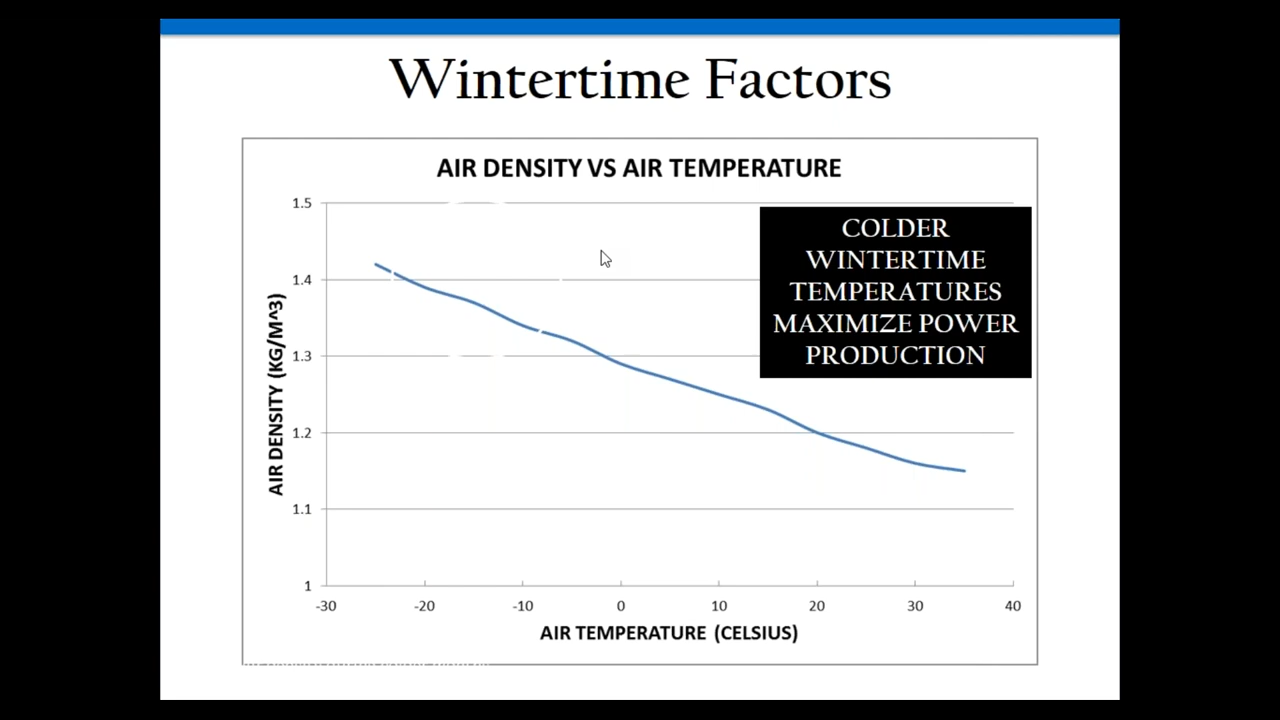 Wintertime Factors
AIR DENSITY VS AIR TEMPERATURE
1.5
1.4
1.3
1.2
1.1
1
AIR DENSITY (KG/M^3)
COLDER
WINTERTIME
TEMPERATURES
MAXIMIZE POWER
PRODUCTION
-30 -20 -10 0 10 20 30 40
AIR TEMPERATURE (CELSIUS)